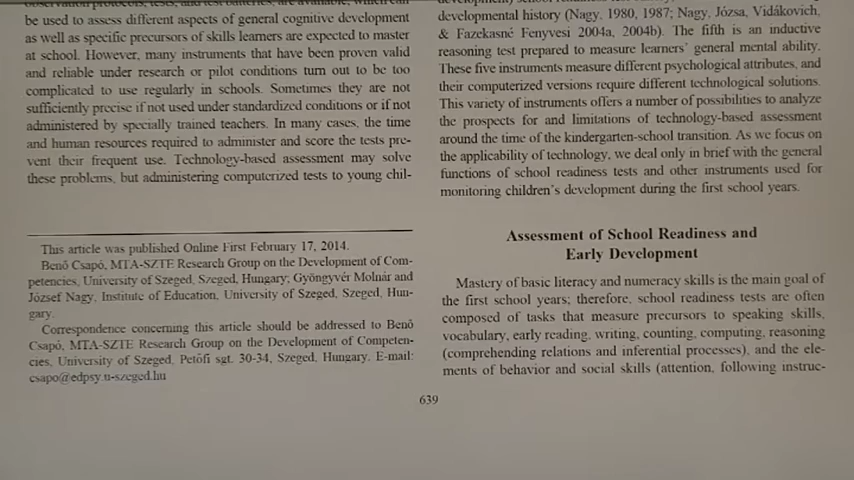 observation protocols, tests, and test batteries, are available, which can
be used to assess different aspects of general cognitive development
as well as specific precursors of skills learners are expected to master
at school. However, many instruments that have been proven valid
and reliable under research or pilot conditions turn out to be too
complicated to use regularly in schools. Sometimes they are not
sufficiently precise if not used under standardized conditions or if not
administered by specially trained teachers. In many cases, the time
and human resources required to administer and score the tests pre-
vent their frequent use. Technology-based assessment may solve
these problems, but administering computerized tests to young chil-
This article was published Online First February 17, 2014.
Benő Csapó, MTA-SZTE Research Group on the Development of Com-
petencies, University of Szeged, Szeged, Hungary; Gyöngyvér Molnár and
József Nagy, Institute of Education, University of Szeged, Szeged, Hun-
gary.
Correspondence concerning this article should be addressed to Benő
Csapó, MTA-SZTE Research Group on the Development of Competen-
cies, University of Szeged, Petőfi sgt. 30-34, Szeged, Hungary. E-mail:
csapo@edpsy.u-szeged.hu
developmental history (Nagy, 1980, 1987; Nagy, Józsa, Vidákovich,
& Fazekasné Fenyvesi 2004a, 2004b). The fifth is an inductive
reasoning test prepared to measure learners' general mental ability.
These five instruments measure different psychological attributes, and
their computerized versions require different technological solutions.
This variety of instruments offers a number of possibilities to analyze
the prospects for and limitations of technology-based assessment
around the time of the kindergarten-school transition. As we focus on
the applicability of technology, we deal only in brief with the general
functions of school readiness tests and other instruments used for
monitoring children's development during the first school years.
Assessment of School Readiness and
Early Development
Mastery of basic literacy and numeracy skills is the main goal of
the first school years; therefore, school readiness tests are often
composed of tasks that measure precursors to speaking skills,
vocabulary, early reading, writing, counting, computing, reasoning
(comprehending relations and inferential processes), and the ele-
ments of behavior and social skills (attention, following instruc-
639